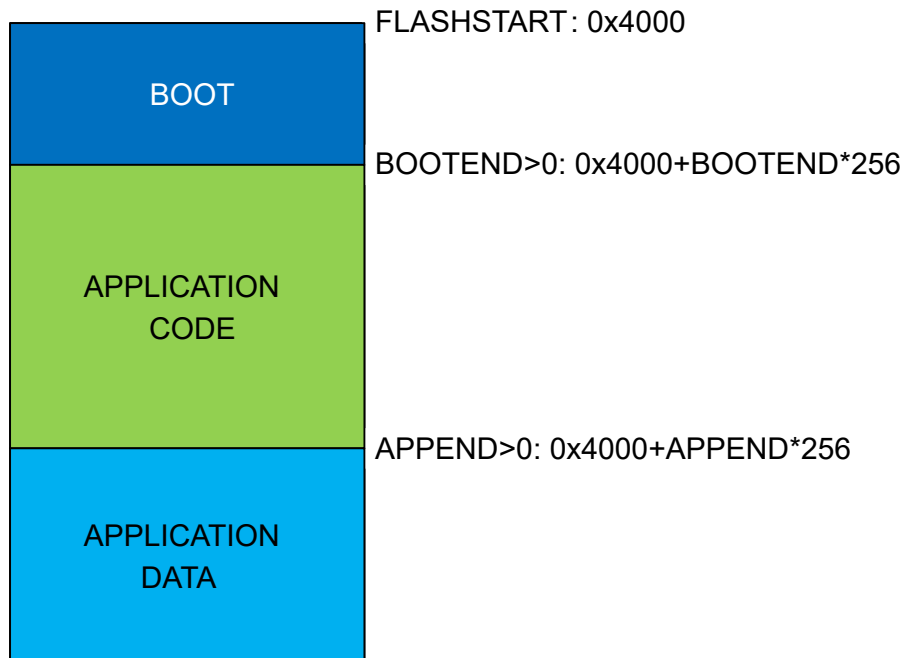 FLASHSTART: 0x4000
BOOT
BOOTEND>0: 0x4000+BOOTEND*256
APPLICATION
CODE
APPEND>0: 0x4000+APPEND*256
APPLICATION
DATA